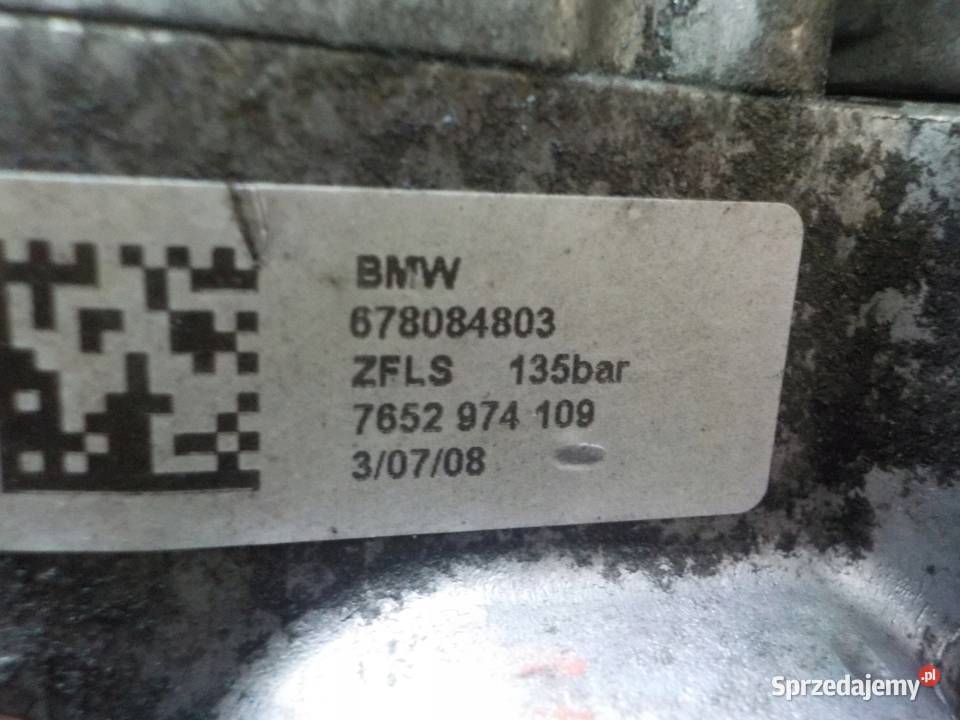 BMW
678084803
ZFLS 135bar
7652 974 109
3/07/08
Sprzedajemy.pl